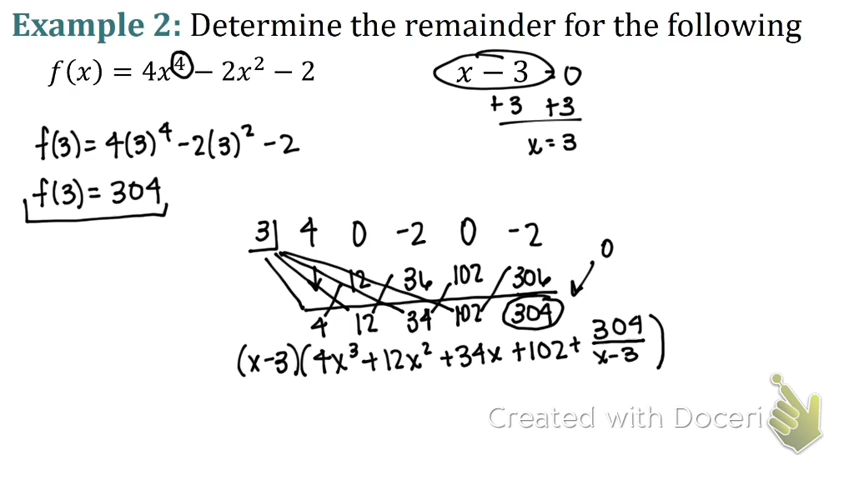 Example 2: Determine the remainder for the following
f(x) = 4x⁴ − 2x² − 2
x − 3 = 0
+3 +3
x = 3
f(3) = 4(3)⁴ − 2(3)² − 2
f(3) = 304
3| 4 0 -2 0 -2
0
12 36 102 306
4 12 34 102 304
(x-3)(4x³ + 12x² + 34x + 102 + 304/(x-3))
Created with Doceri